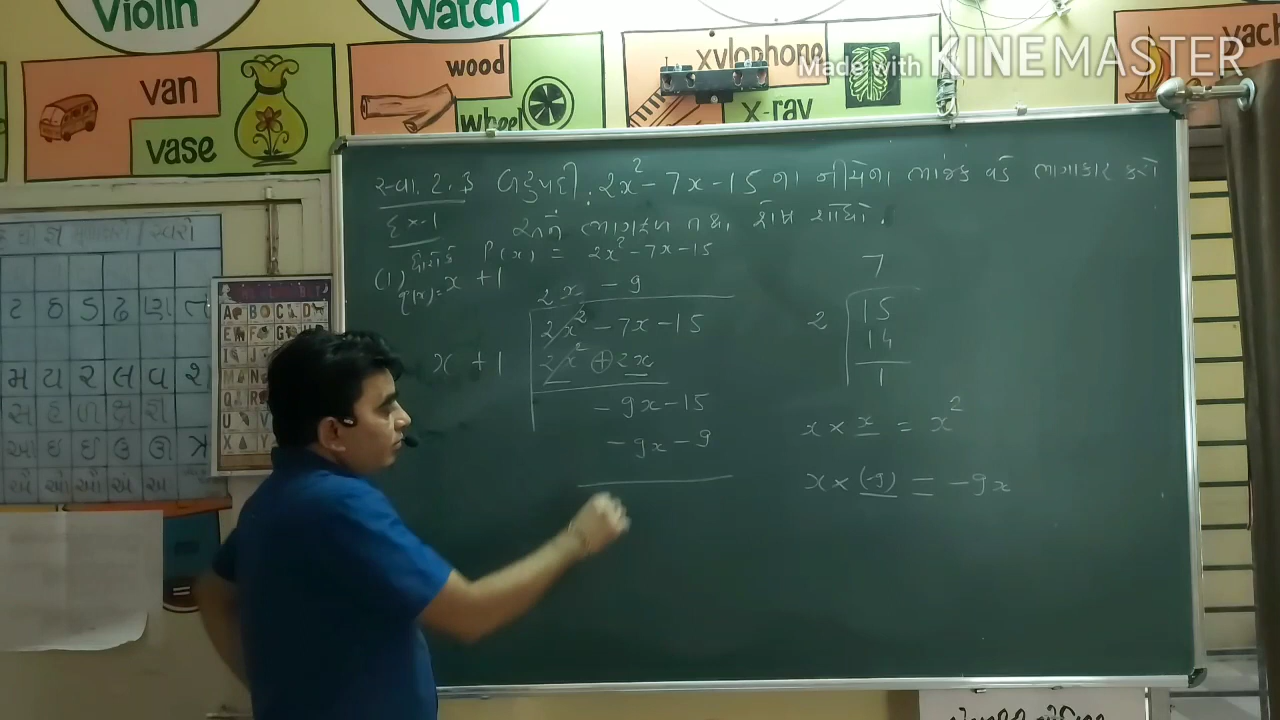 Violin
Watch
van
vase
wood
wheel
xylophone
x-ray
Made with KINEMASTER
yach
સ્વા. 2.3 બહુપદી 2x² - 7x - 15 ના નીચેના ભાજક વડે ભાગાકાર કરો
Ex-1 અને ભાગફળ તથા શેષ શોધો.
ધારો કે P(x) = 2x² - 7x - 15
(1) q(x) = x + 1
2x - 9
x + 1 2x² - 7x - 15
2x² ⊕ 2x
- 9x - 15
- 9x - 9
7
2 15
14
1
x × x = x²
x × (-9) = -9x
ટ ઠ ડ ઢ ણ ત
મ ય ર લ વ શ
સ હ ળ ક્ષ જ્ઞ